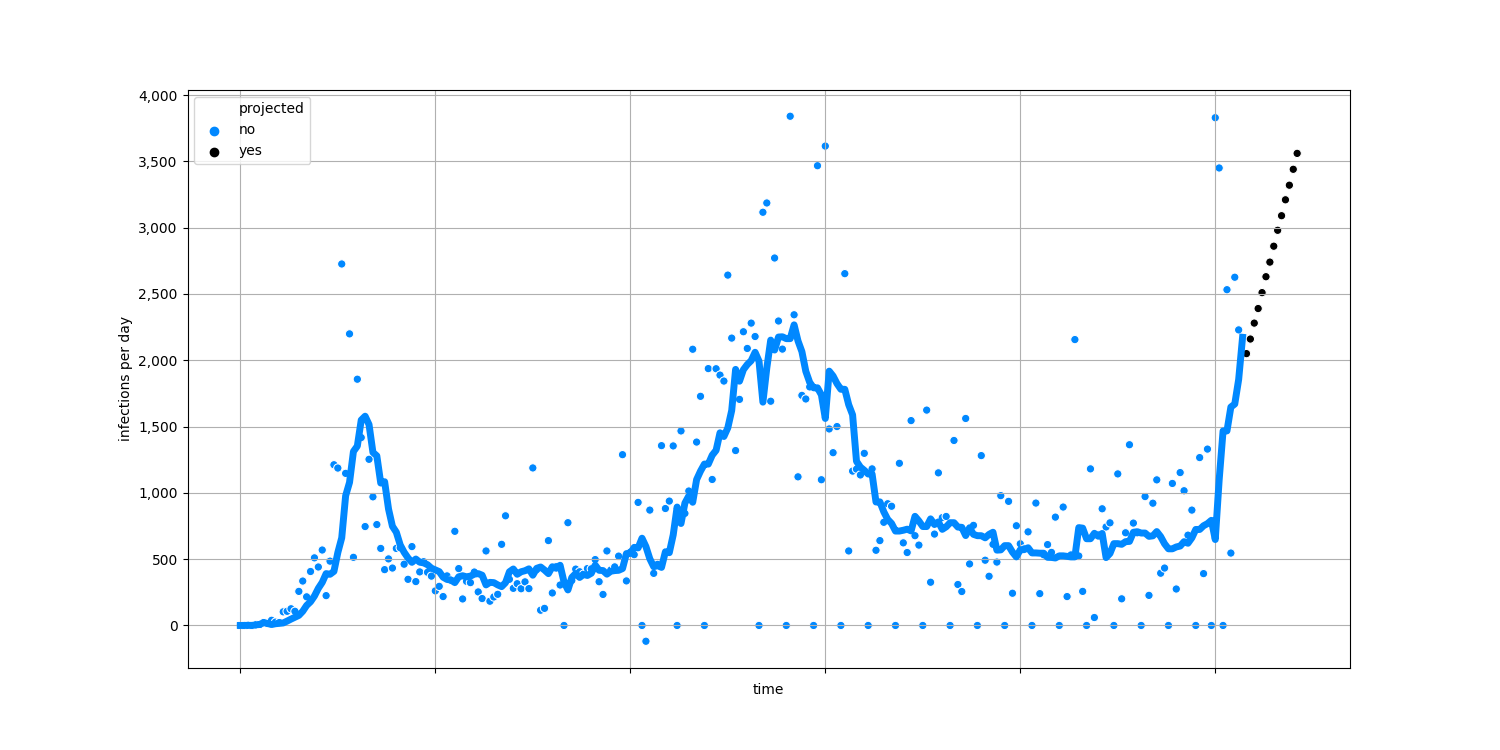 4,000
3,500
3,000
2,500
2,000
1,500
1,000
500
0
infections per day
time
projected
no
yes